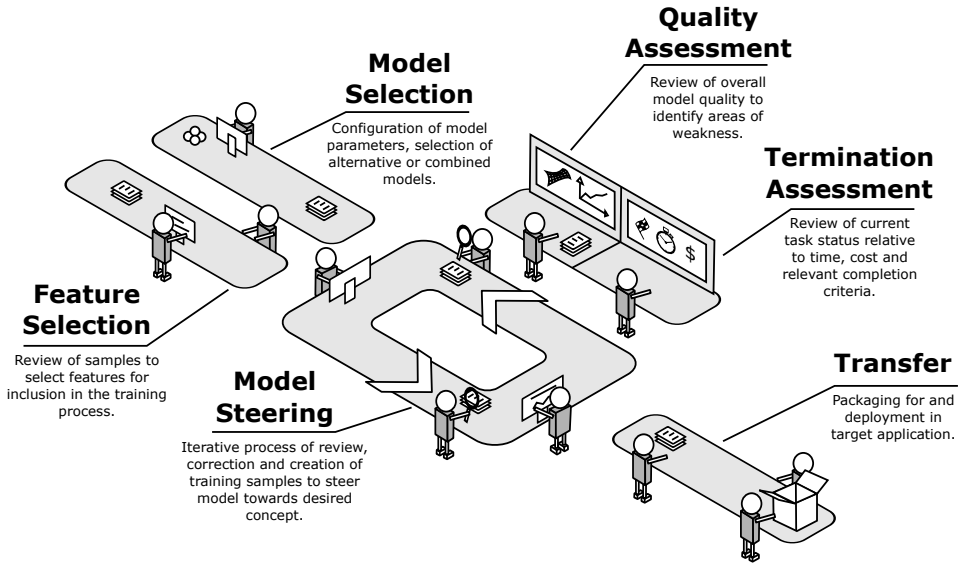 Quality
Assessment
Review of overall
model quality to
identify areas of
weakness.
Model
Selection
Configuration of model
parameters, selection of
alternative or combined
models.
Termination
Assessment
Review of current
task status relative
to time, cost and
relevant completion
criteria.
Feature
Selection
Review of samples to
select features for
inclusion in the training
process.
Model
Steering
Iterative process of review,
correction and creation of
training samples to steer
model towards desired
concept.
Transfer
Packaging for and
deployment in
target application.
$